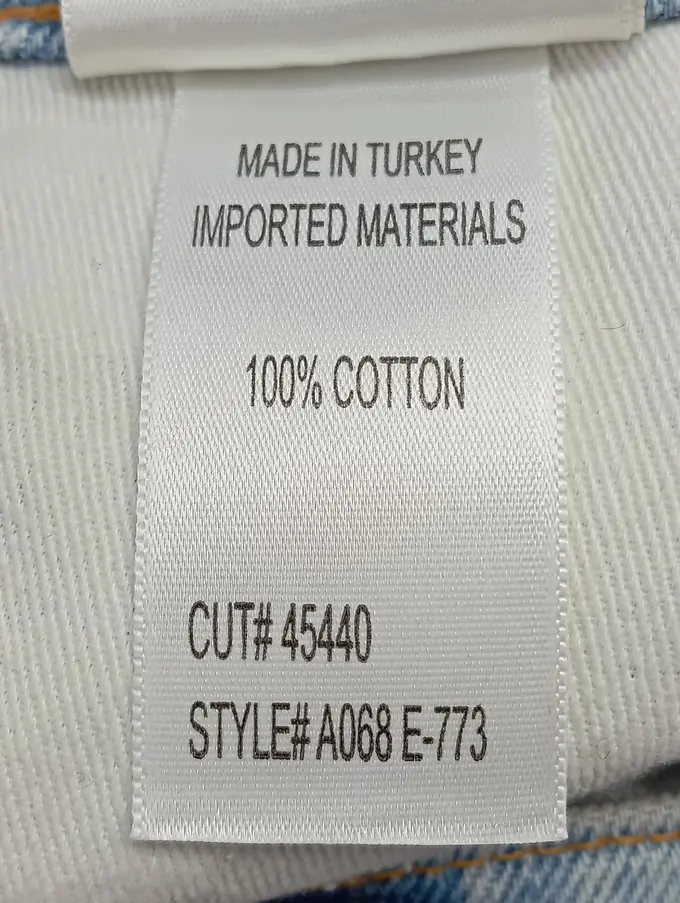 MADE IN TURKEY
IMPORTED MATERIALS
100% COTTON
CUT# 45440
STYLE# A068 E-773